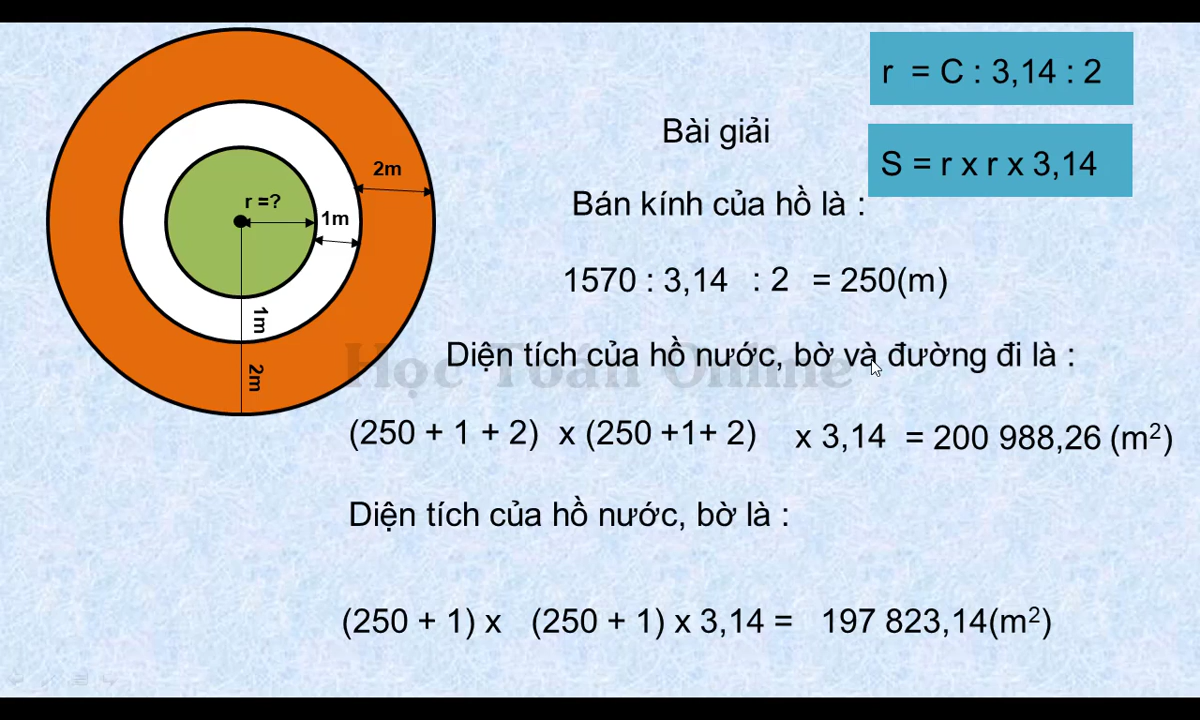 r = C : 3,14 : 2
S = r x r x 3,14
2m
r =?
1m
1m
2m
Bài giải
Bán kính của hồ là :
1570 : 3,14 : 2 = 250(m)
Học Toán Online
Diện tích của hồ nước, bờ và đường đi là :
(250 + 1 + 2) x (250 +1+ 2) x 3,14 = 200 988,26 (m²)
Diện tích của hồ nước, bờ là :
(250 + 1) x (250 + 1) x 3,14 = 197 823,14(m²)